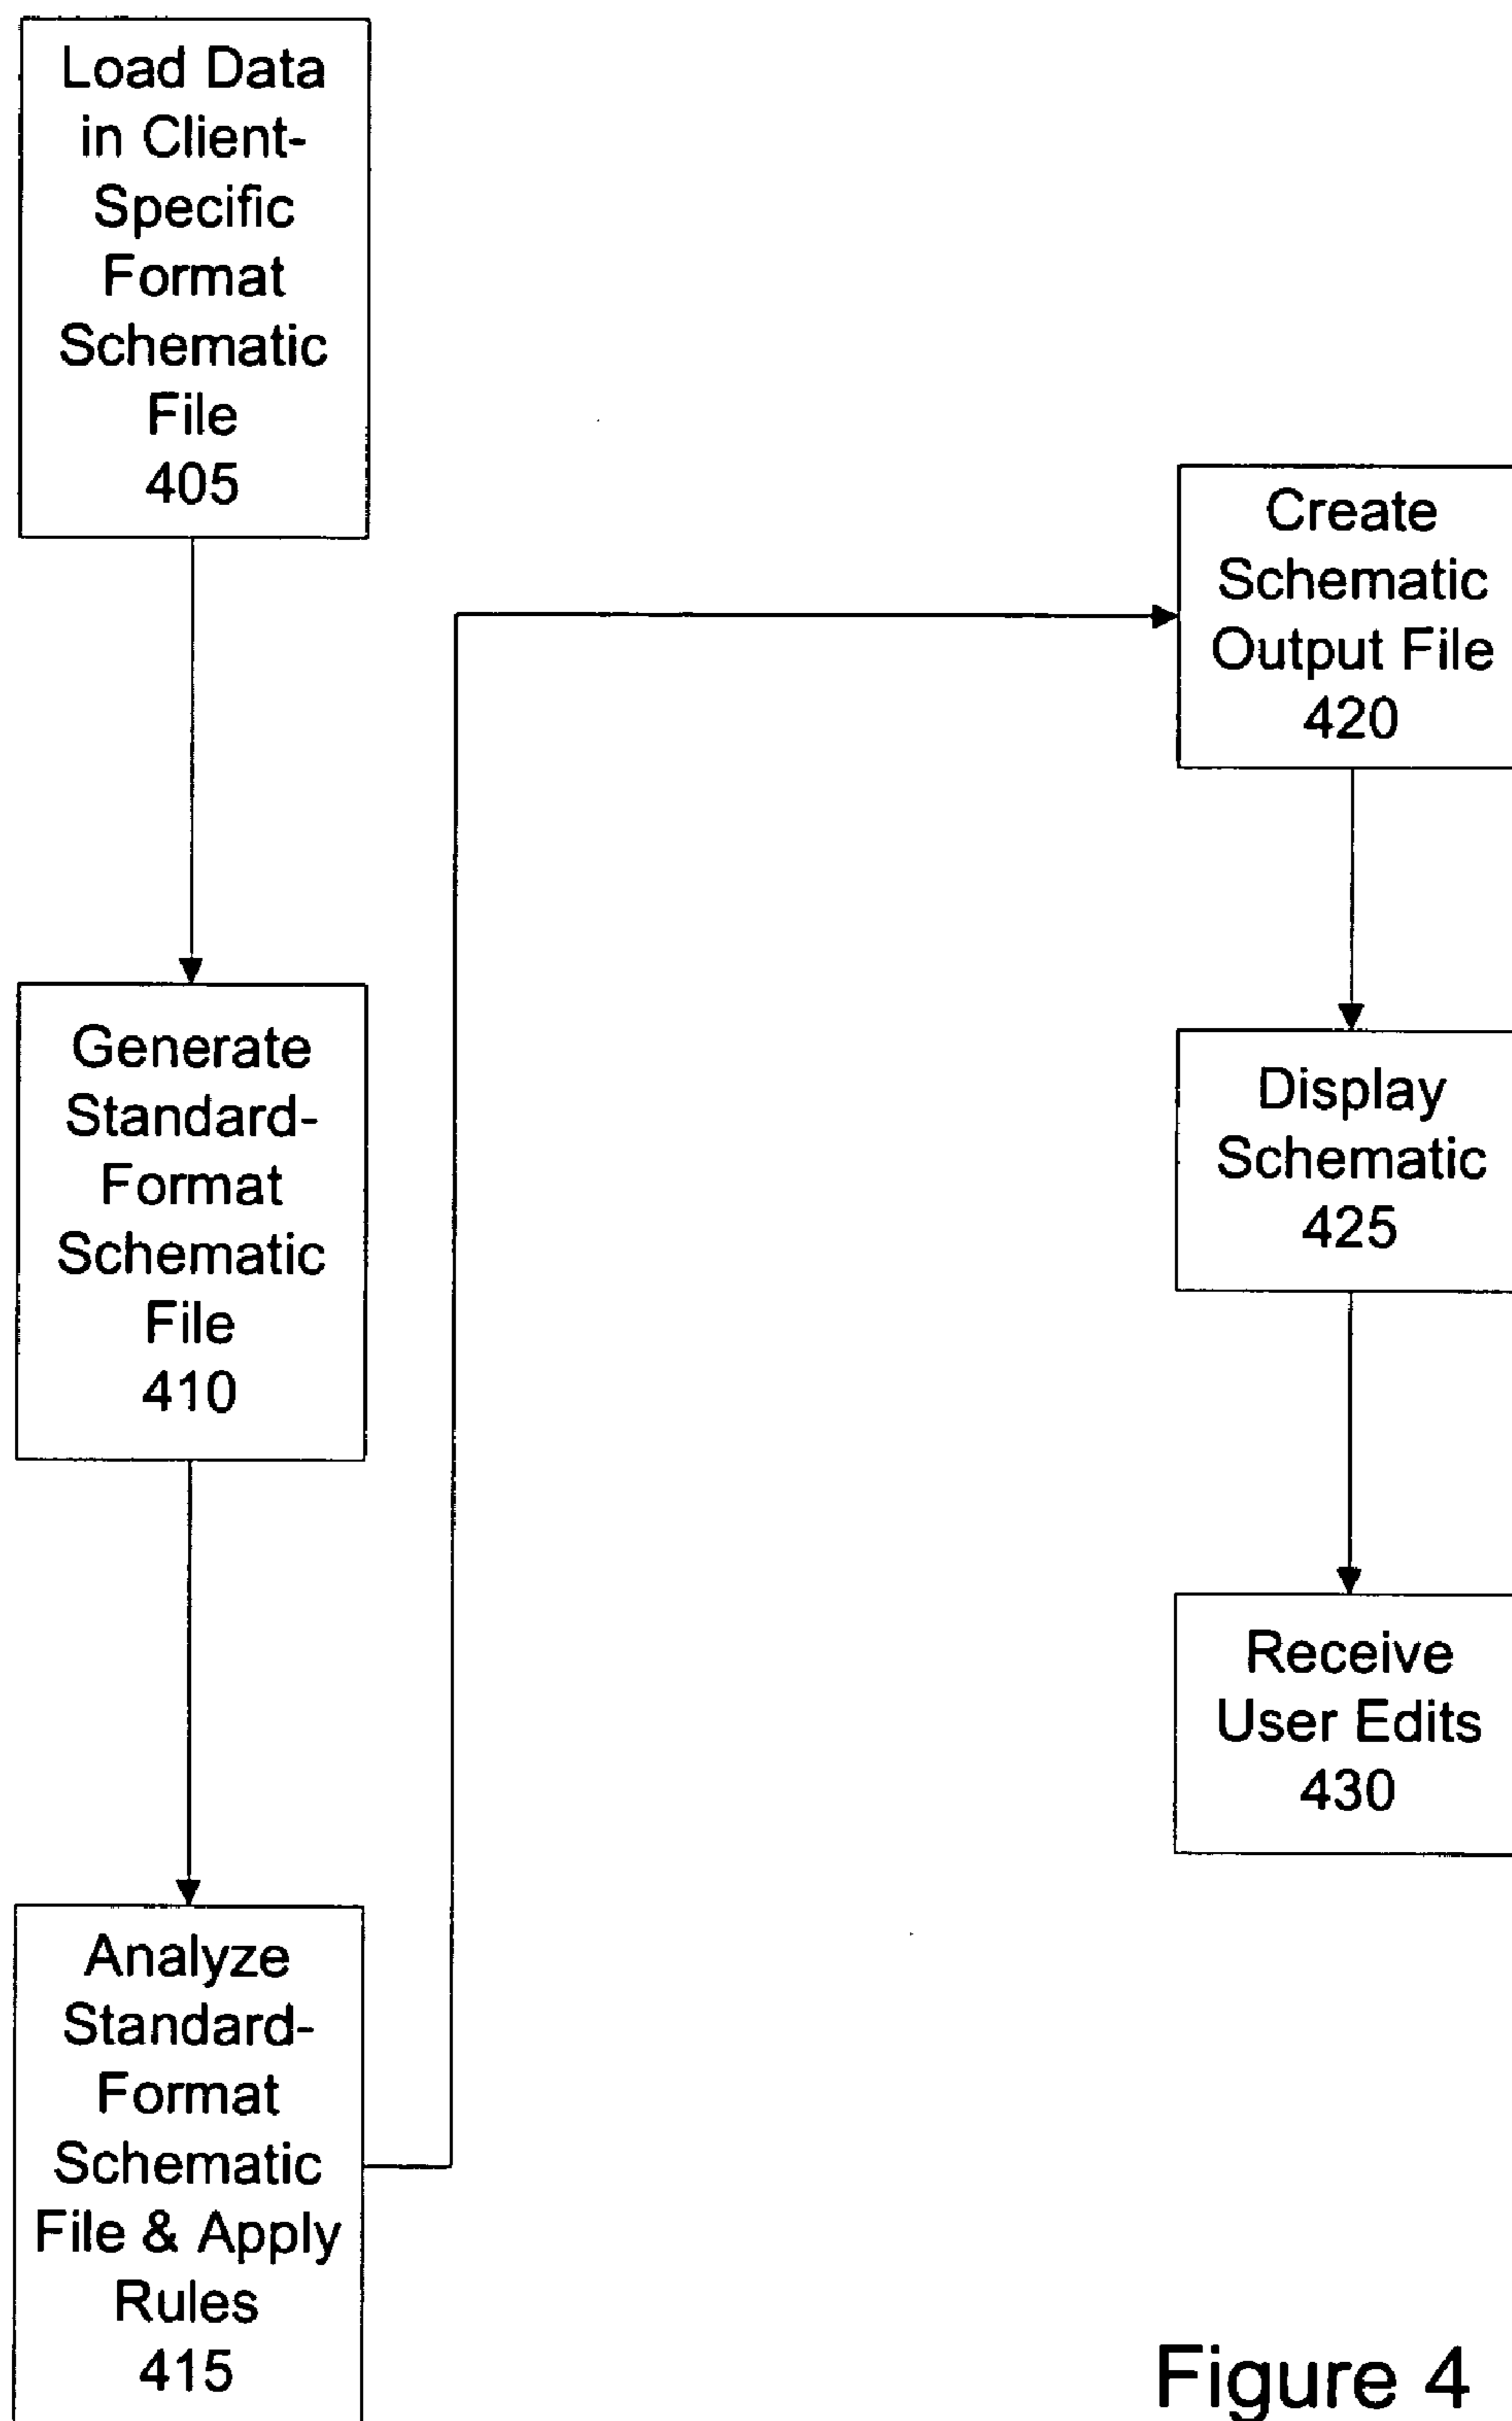 Load Data
in Client-
Specific
Format
Schematic
File
405
Generate
Standard-
Format
Schematic
File
410
Analyze
Standard-
Format
Schematic
File & Apply
Rules
415
Create
Schematic
Output File
420
Display
Schematic
425
Receive
User Edits
430
Figure 4